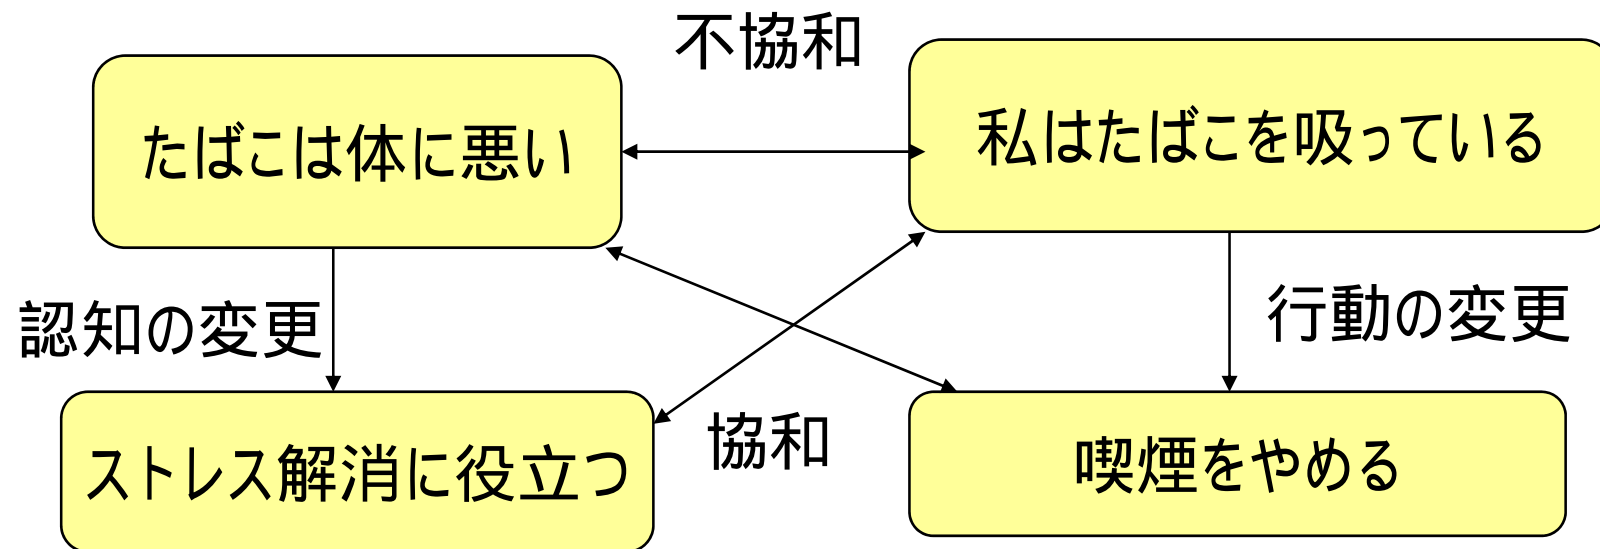 不協和
たばこは体に悪い
私はたばこを吸っている
認知の変更
行動の変更
協和
ストレス解消に役立つ
喫煙をやめる